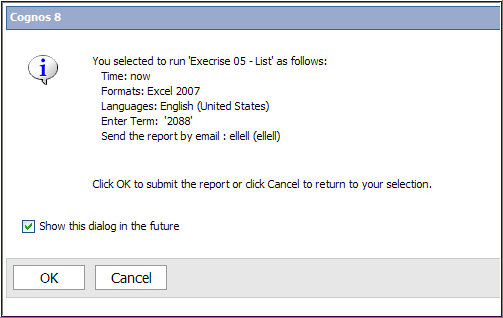 Cognos 8
You selected to run 'Execrise 05 - List' as follows:
Time: now
Formats: Excel 2007
Languages: English (United States)
Enter Term:  '2088'
Send the report by email : ellell (ellell)
Click OK to submit the report or click Cancel to return to your selection.
Show this dialog in the future
OK
Cancel